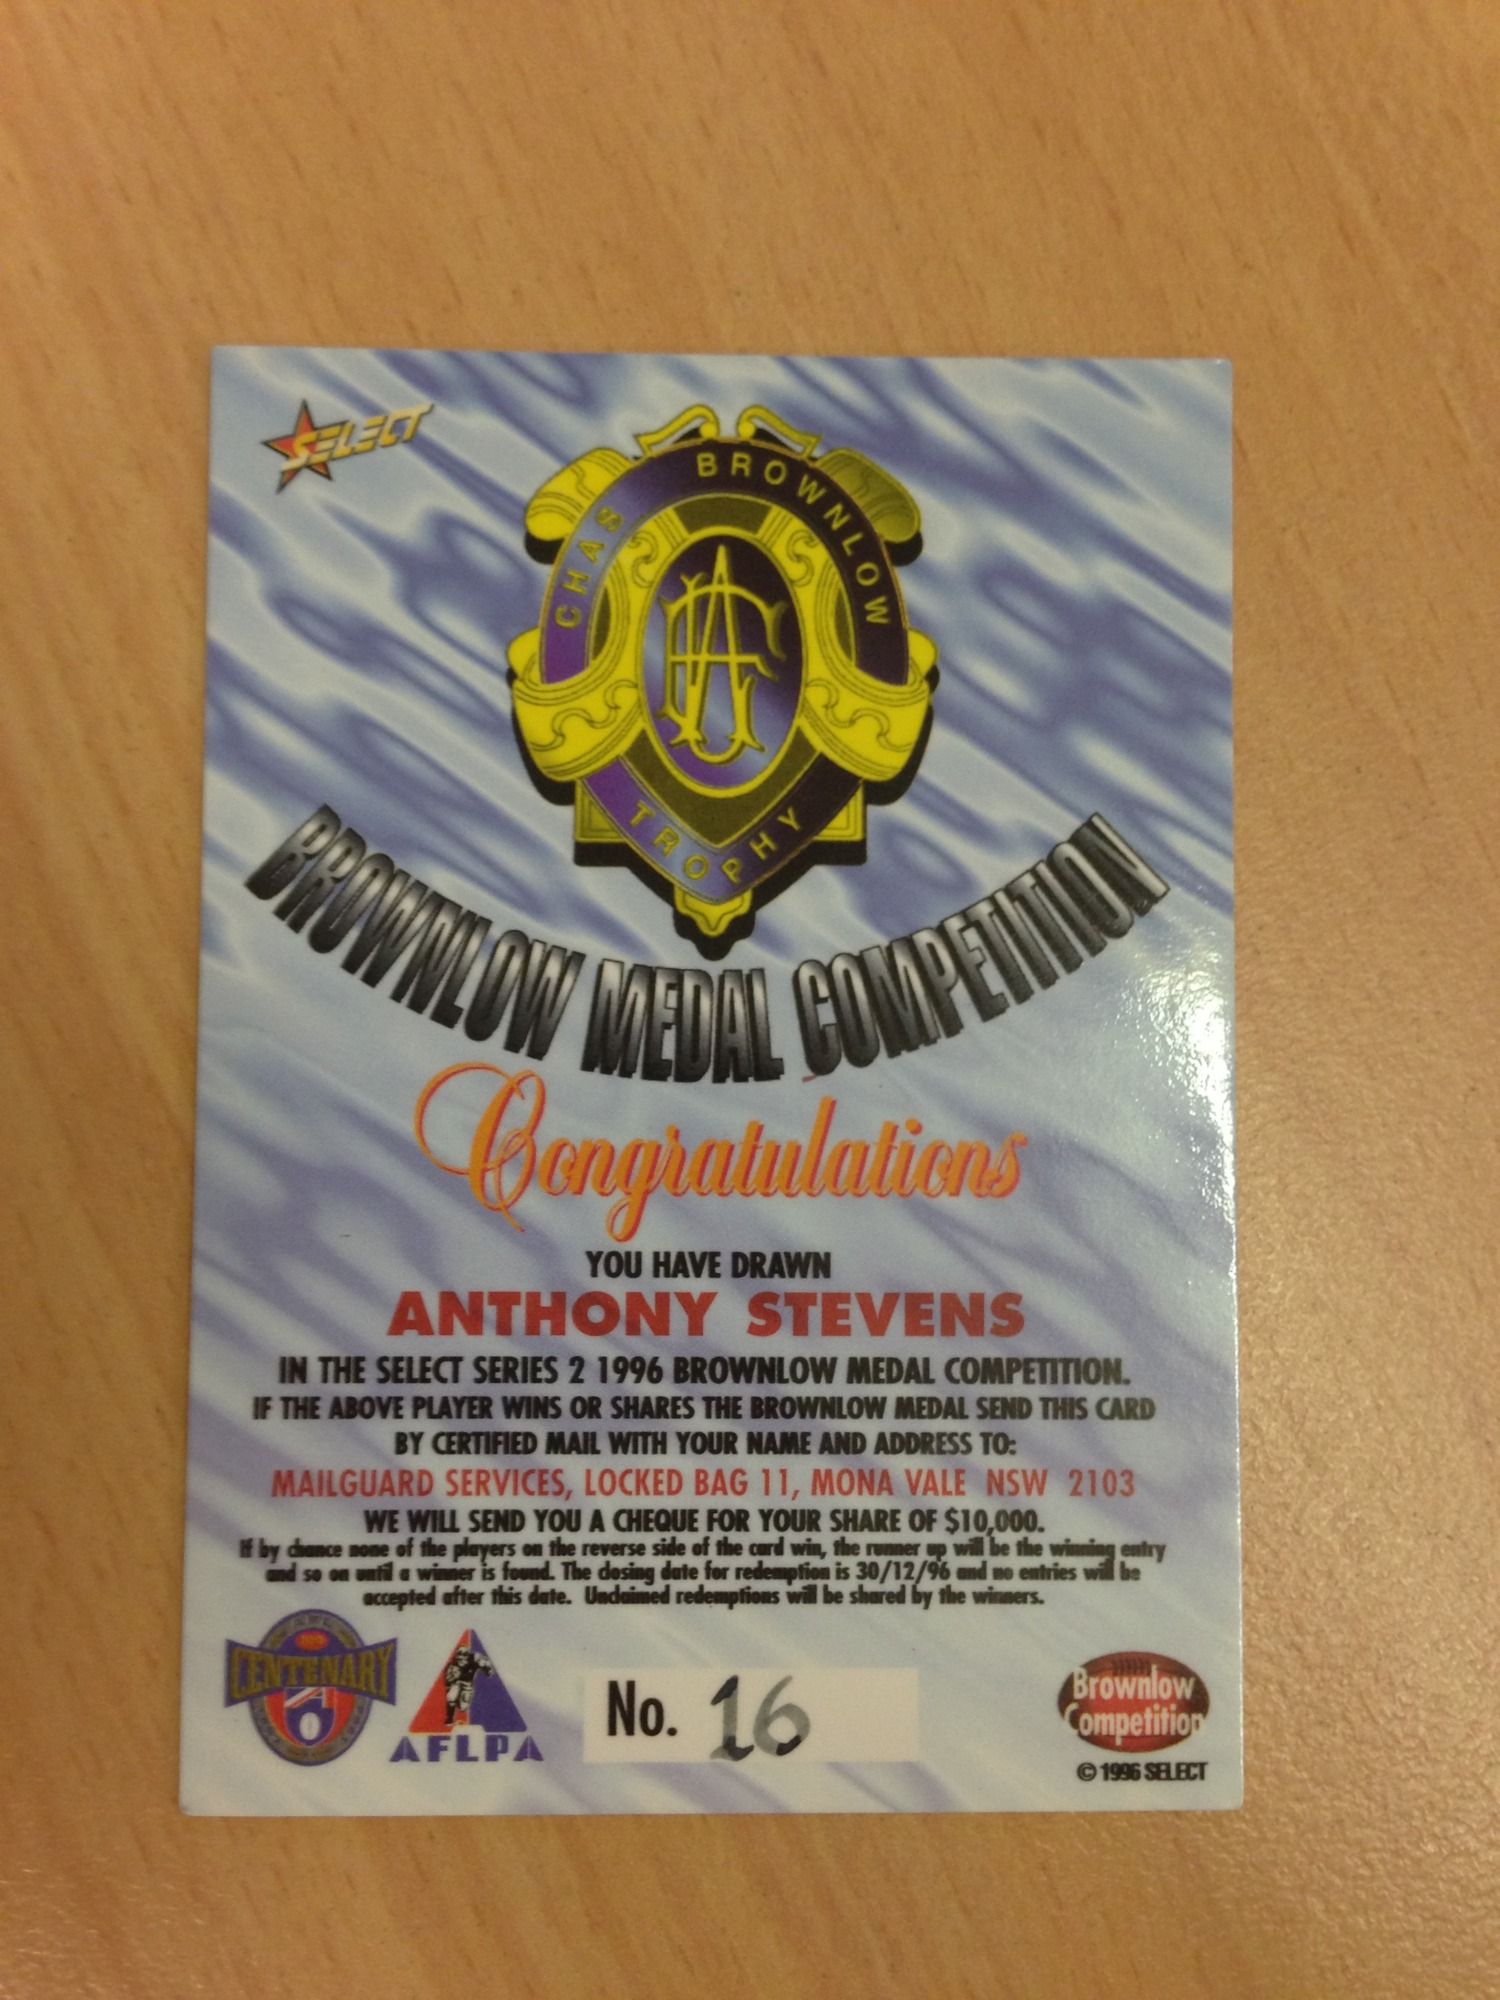 SELECT
CHAS BROWNLOW
TROPHY
BROWNLOW MEDAL COMPETITION
Congratulations
YOU HAVE DRAWN
ANTHONY STEVENS
IN THE SELECT SERIES 2 1996 BROWNLOW MEDAL COMPETITION.
IF THE ABOVE PLAYER WINS OR SHARES THE BROWNLOW MEDAL SEND THIS CARD
BY CERTIFIED MAIL WITH YOUR NAME AND ADDRESS TO:
MAILGUARD SERVICES, LOCKED BAG 11, MONA VALE NSW 2103
WE WILL SEND YOU A CHEQUE FOR YOUR SHARE OF $10,000.
If by chance none of the players on the reverse side of the card win, the runner up will be the winning entry
and so on until a winner is found. The closing date for redemption is 30/12/96 and no entries will be
accepted after this date. Unclaimed redemptions will be shared by the winners.
CENTENARY
AFLPA
No. 16
Brownlow
Competition
© 1996 SELECT